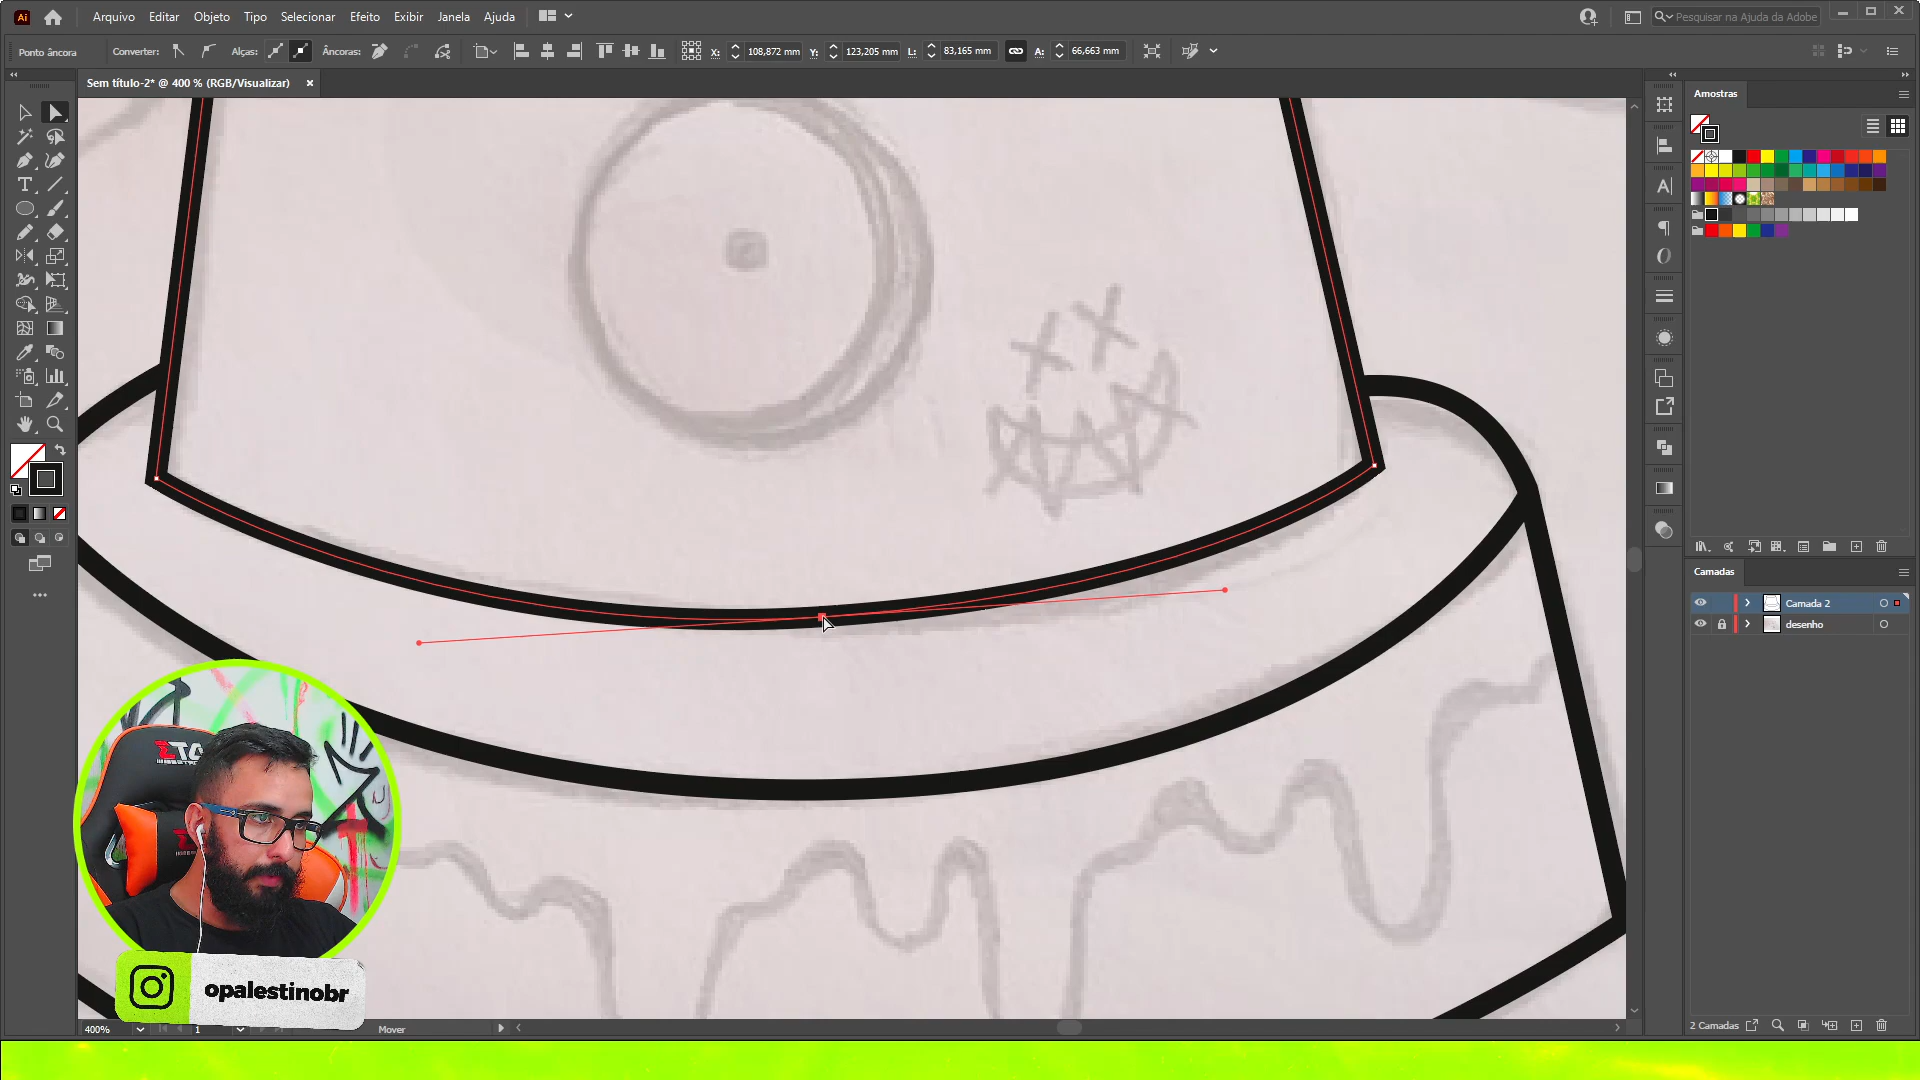 Ai Arquivo Editar Objeto Tipo Selecionar Efeito Exibir Janela Ajuda Pesquisar na Ajuda da Adobe
Ponto âncora Converter: Alças: Âncoras: X: 108,872 mm Y: 123,205 mm L: 83,165 mm A: 66,663 mm
Sem título-2* @ 400 % (RGB/Visualizar)
Amostras
Camadas
Camada 2
desenho
opalestinobr
400% 1 Mover
2 Camadas